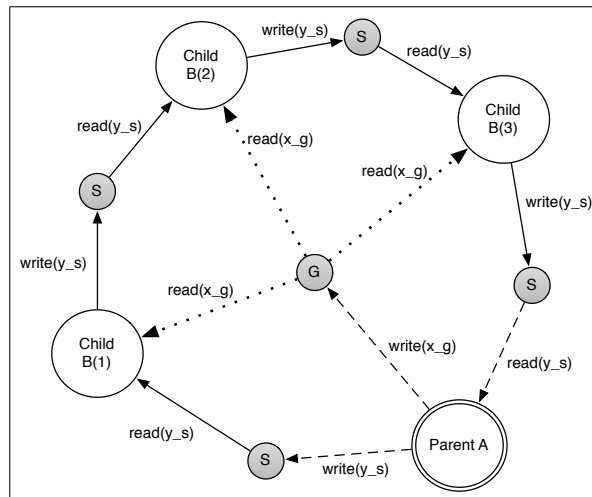 write(y_s)
S
Child
B(2)
read(y_s)
Child
B(3)
read(y_s)
read(x_g)
read(x_g)
S
write(y_s)
write(y_s)
G
S
read(x_g)
Child
B(1)
write(x_g)
read(y_s)
read(y_s)
Parent A
S
write(y_s)